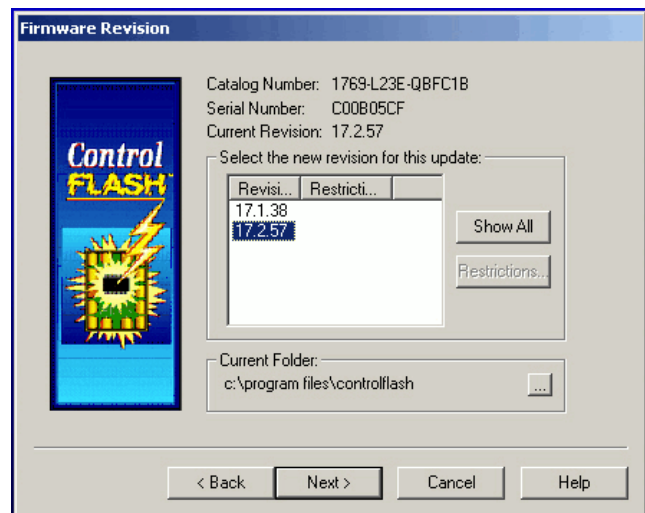 Firmware Revision
Control
FLASH
Catalog Number: 1769-L23E-QBFC1B
Serial Number: C00B05CF
Current Revision: 17.2.57
Select the new revision for this update:
Revisi... Restricti...
17.1.38
17.2.57
Show All
Restrictions...
Current Folder:
c:\program files\controlflash
...
< Back Next > Cancel Help